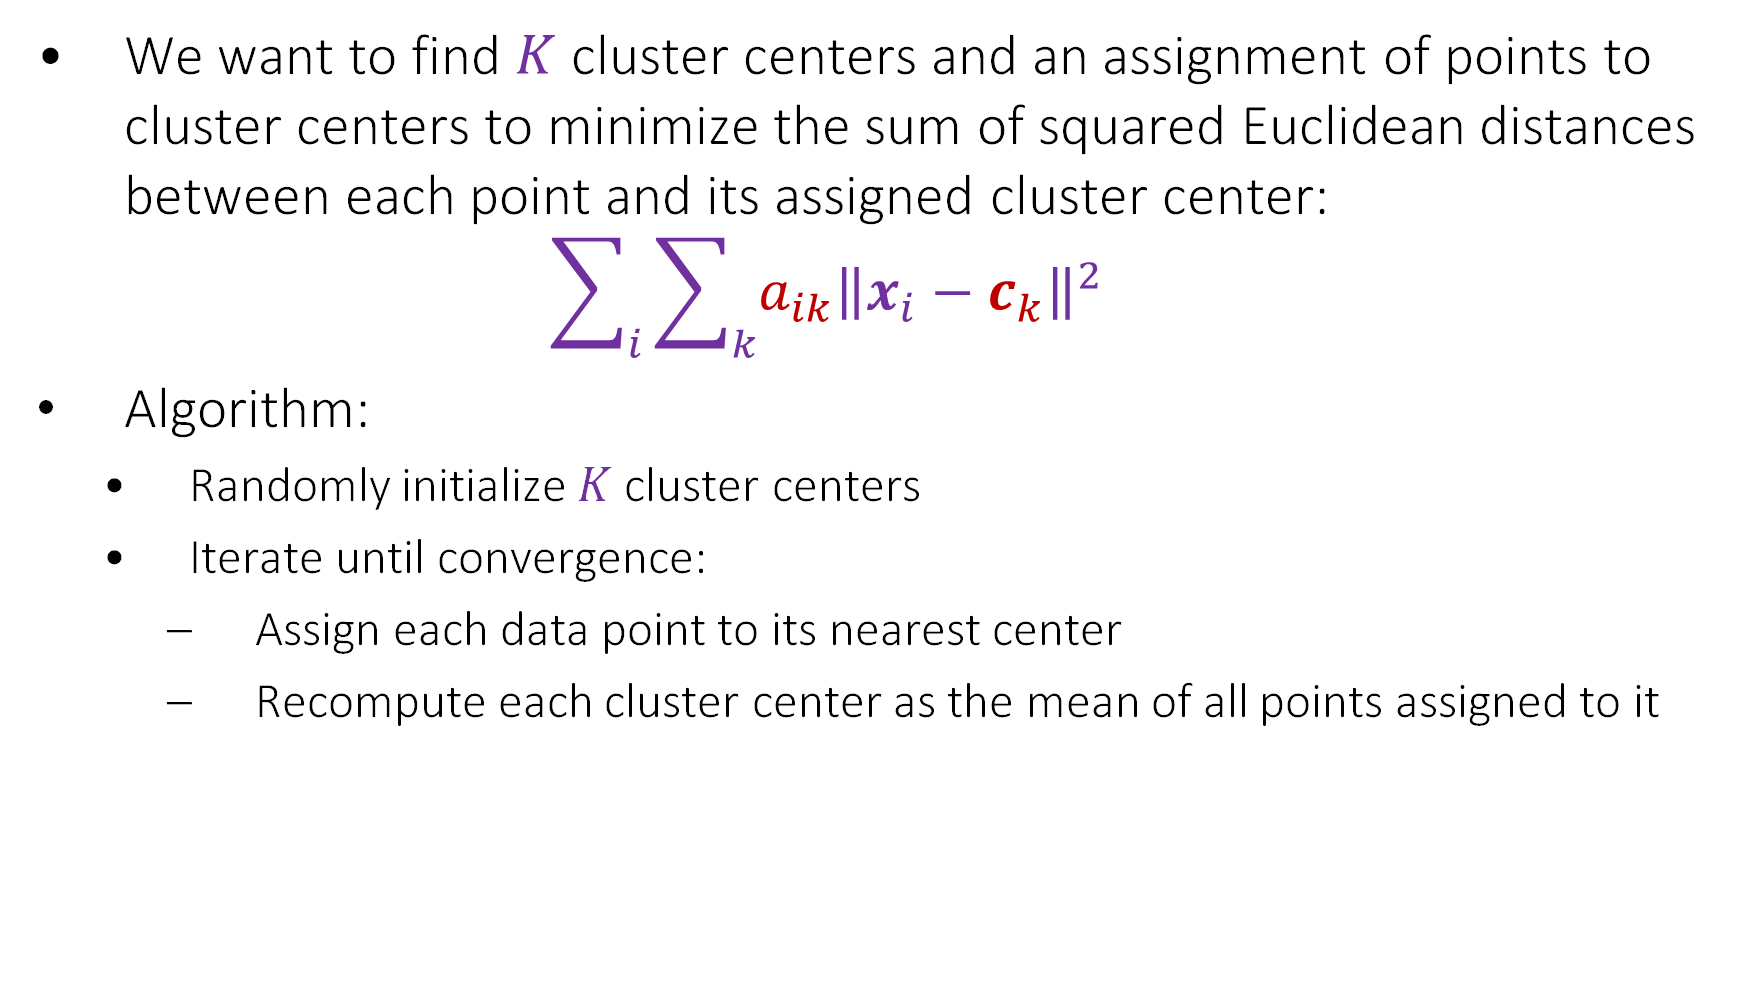 • We want to find K cluster centers and an assignment of points to
cluster centers to minimize the sum of squared Euclidean distances
between each point and its assigned cluster center:
∑ᵢ ∑ₖ aᵢₖ‖𝒙ᵢ − 𝒄ₖ‖²
• Algorithm:
• Randomly initialize K cluster centers
• Iterate until convergence:
– Assign each data point to its nearest center
– Recompute each cluster center as the mean of all points assigned to it